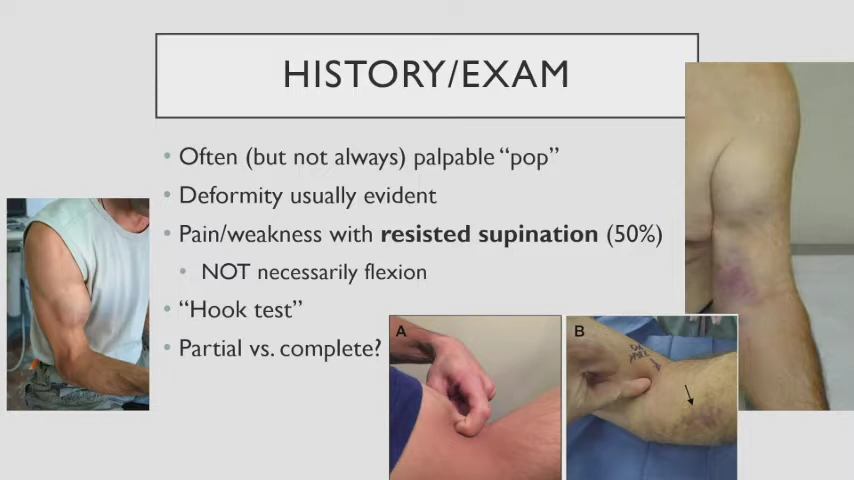 HISTORY/EXAM
Often (but not always) palpable “pop”
Deformity usually evident
Pain/weakness with resisted supination (50%)
NOT necessarily flexion
“Hook test”
Partial vs. complete?
A
B